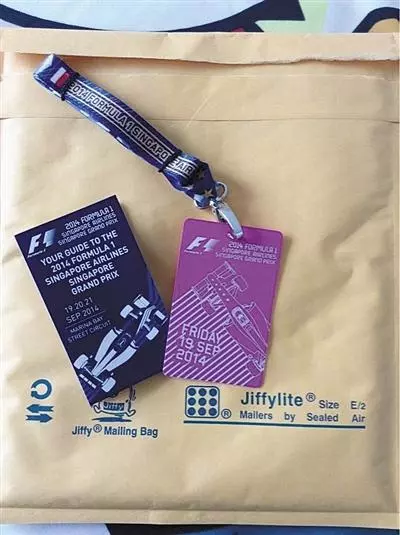 2014 FORMULA 1 SINGAPORE AIR
F1
2014 FORMULA 1
SINGAPORE AIRLINES
SINGAPORE GRAND PRIX
YOUR GUIDE TO THE
2014 FORMULA 1
SINGAPORE AIRLINES
SINGAPORE
GRAND PRIX
19.20.21
SEP 2014
MARINA BAY
STREET CIRCUIT
F1
2014 FORMULA 1
SINGAPORE AIRLINES
SINGAPORE GRAND PRIX
FRIDAY
19 SEP
2014
Jiffy
Jiffy® Mailing Bag
®
Jiffylite® Size E/2
Mailers by Sealed Air